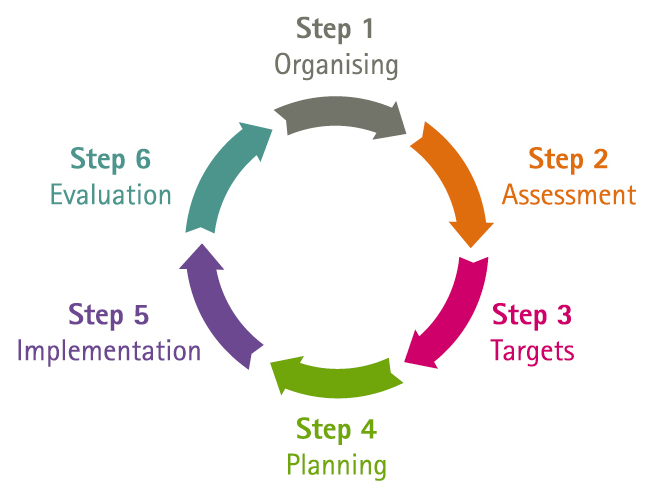 Step 1
Organising
Step 2
Assessment
Step 3
Targets
Step 4
Planning
Step 5
Implementation
Step 6
Evaluation